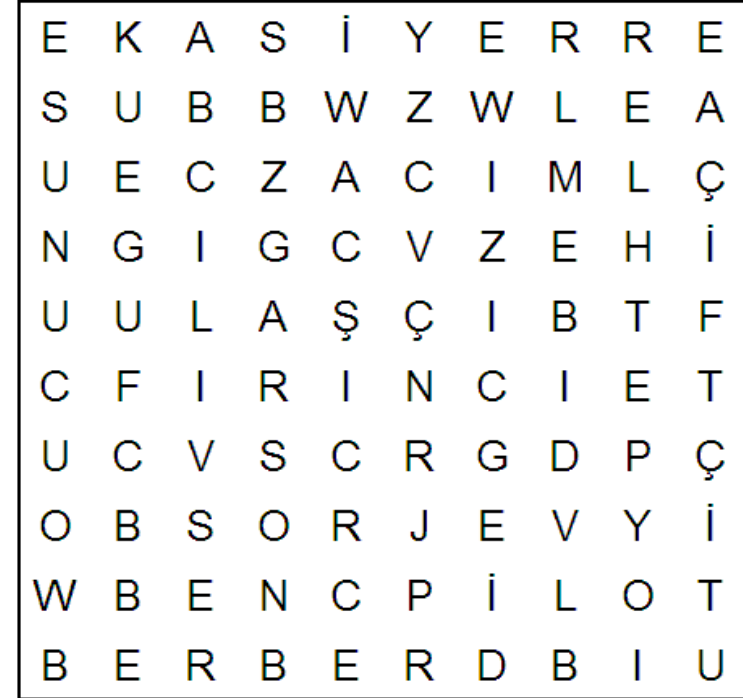 E K A S İ Y E R R E
S U B B W Z W L E A
U E C Z A C I M L Ç
N G I G C V Z E H İ
U U L A Ş Ç I B T F
C F I R I N C I E T
U C V S C R G D P Ç
O B S O R J E V Y İ
W B E N C P İ L O T
B E R B E R D B I U